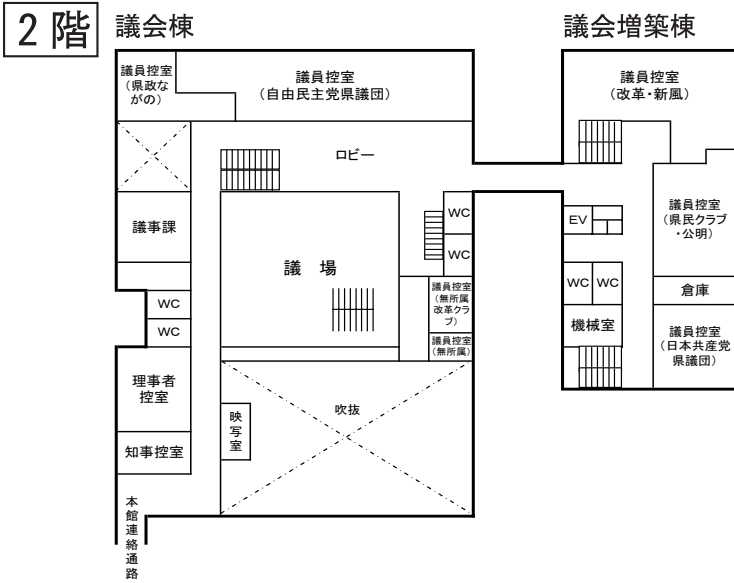 2階
議会棟
議会増築棟
議員控室
（県政な
がの）
議員控室
（自由民主党県議団）
議員控室
（改革・新風）
ロビー
議事課
議場
WC
WC
議員控室
（無所属
改革クラ
ブ）
議員控室
（無所属）
WC
WC
理事者
控室
知事控室
映写室
吹抜
本館連絡通路
EV
議員控室
（県民クラブ
・公明）
WC
WC
倉庫
機械室
議員控室
（日本共産党
県議団）